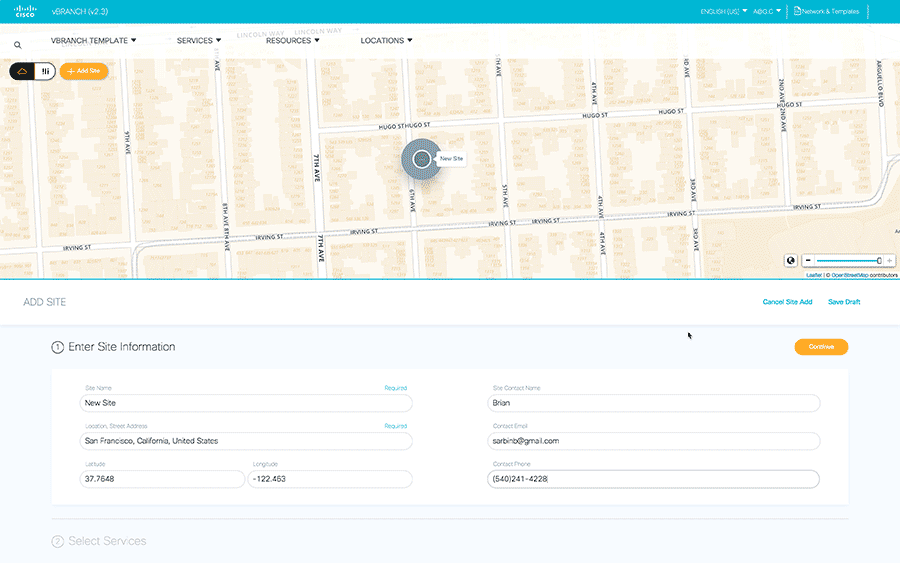 CISCO
vBRANCH (v2.3)
ENGLISH (US)
Network & Templates
VBRANCH TEMPLATE
SERVICES
RESOURCES
LOCATIONS
LINCOLN WAY
LINCOLN WAY
Add Site
HUGO ST
HUGO ST
HUGO ST
HUGO ST
HUGO ST
New Site
9TH AVE
7TH AVE
6TH AVE
5TH AVE
4TH AVE
3RD AVE
2ND AVE
2ND AVE
ARGUELLO BLVD
8TH AVE
8TH AVE
7TH AVE
4TH AVE
3RD AVE
IRVING ST
IRVING ST
IRVING ST
IRVING ST
IRVING ST
IRVING ST
Leaflet | © OpenStreetMap contributors
ADD SITE
Cancel Site Add
Save Draft
1 Enter Site Information
Continue
Site Name
Required
New Site
Site Contact Name
Brian
Location, Street Address
Required
San Francisco, California, United States
Contact Email
sarbinb@gmail.com
Latitude
37.7648
Longitude
-122.463
Contact Phone
(540)241-4228
2 Select Services